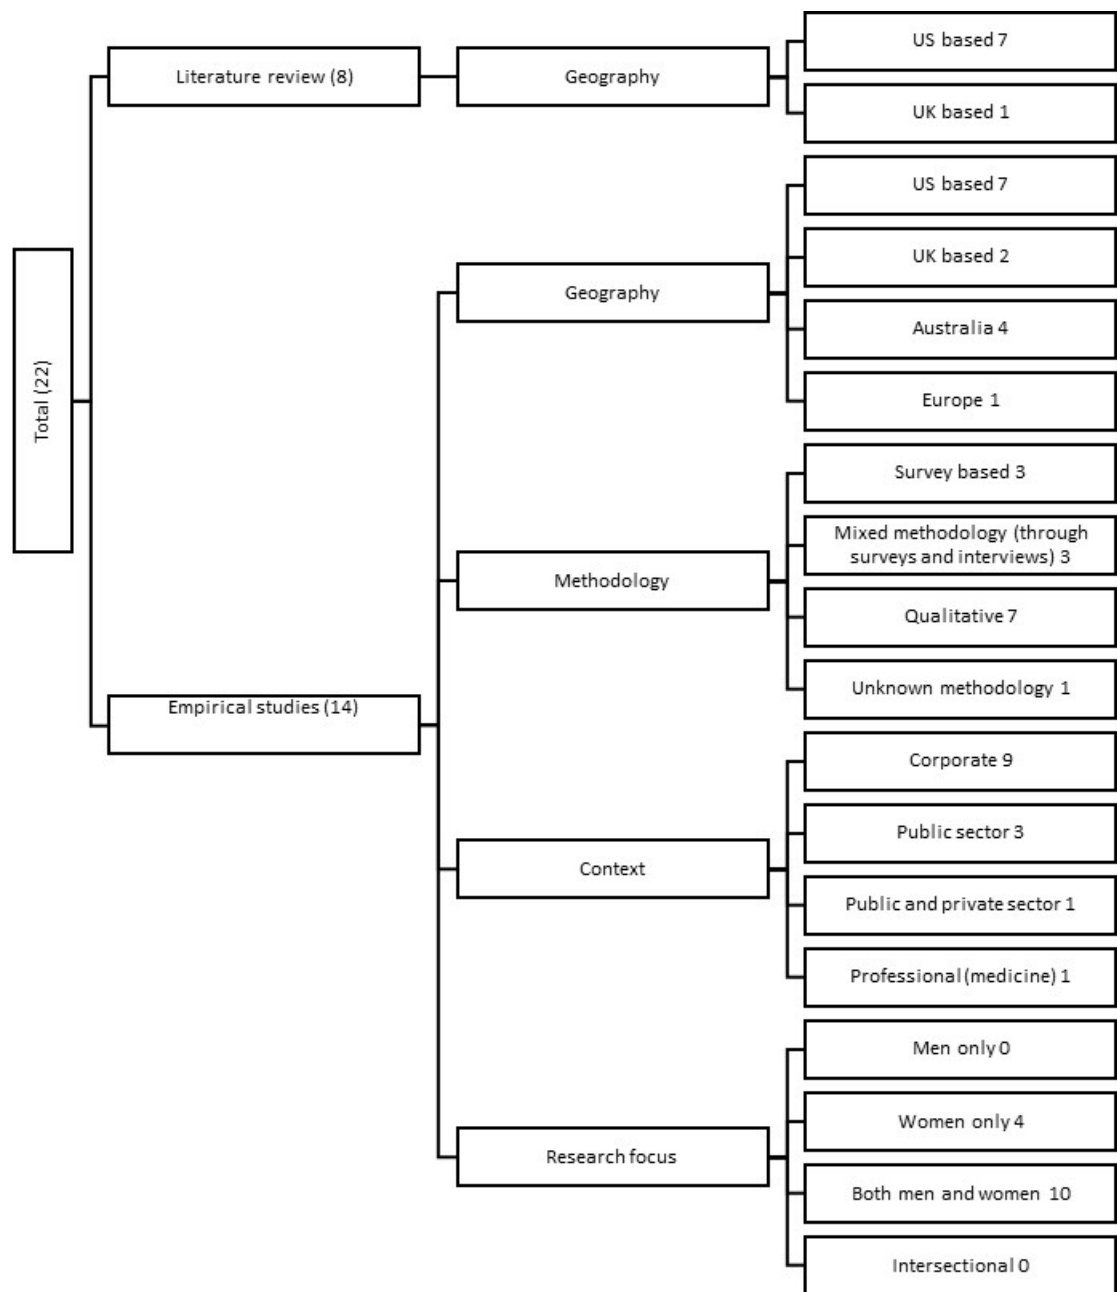 Total (22)
Literature review (8)
Geography
US based 7
UK based 1
Empirical studies (14)
Geography
US based 7
UK based 2
Australia 4
Europe 1
Methodology
Survey based 3
Mixed methodology (through
surveys and interviews) 3
Qualitative 7
Unknown methodology 1
Context
Corporate 9
Public sector 3
Public and private sector 1
Professional (medicine) 1
Research focus
Men only 0
Women only 4
Both men and women 10
Intersectional 0